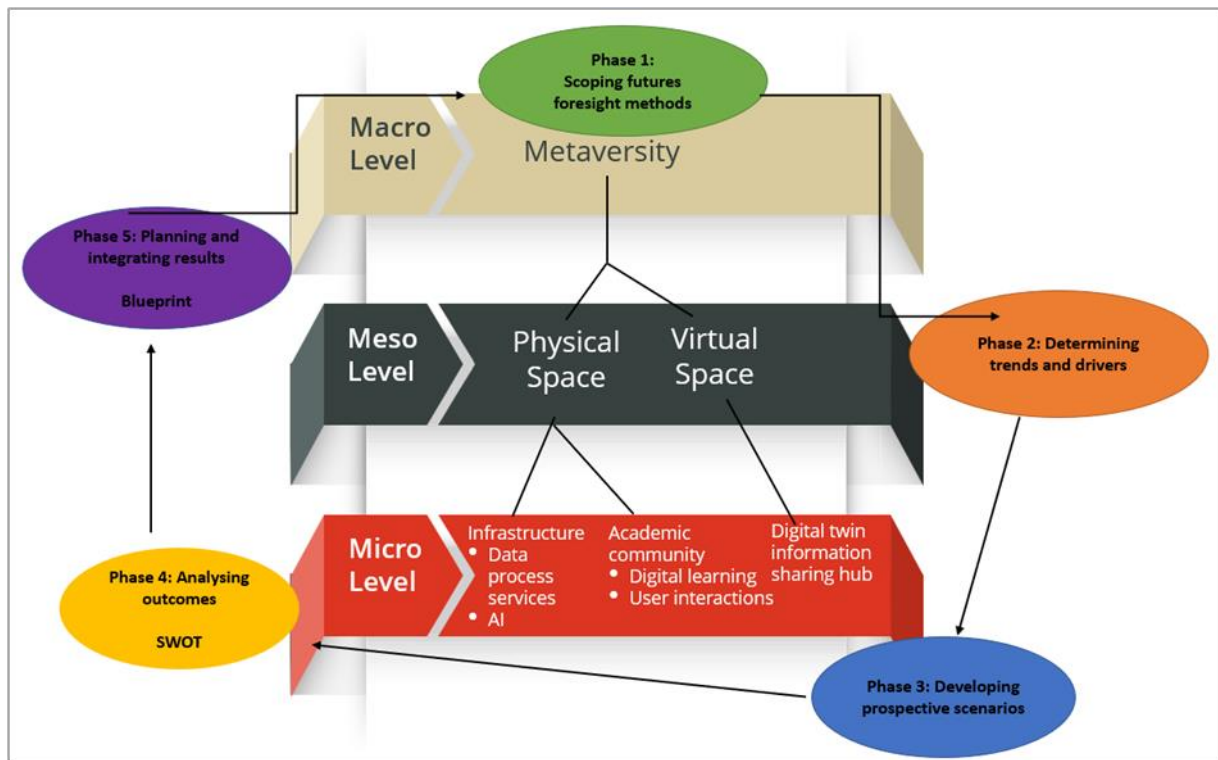 Phase 1:
Scoping futures
foresight methods
Macro
Level
Metaversity
Phase 5: Planning and
integrating results
Blueprint
Meso
Level
Physical
Space
Virtual
Space
Phase 2: Determining
trends and drivers
Micro
Level
Infrastructure
• Data
process
services
• AI
Academic
community
• Digital learning
• User interactions
Digital twin
information
sharing hub
Phase 4: Analysing
outcomes
SWOT
Phase 3: Developing
prospective scenarios